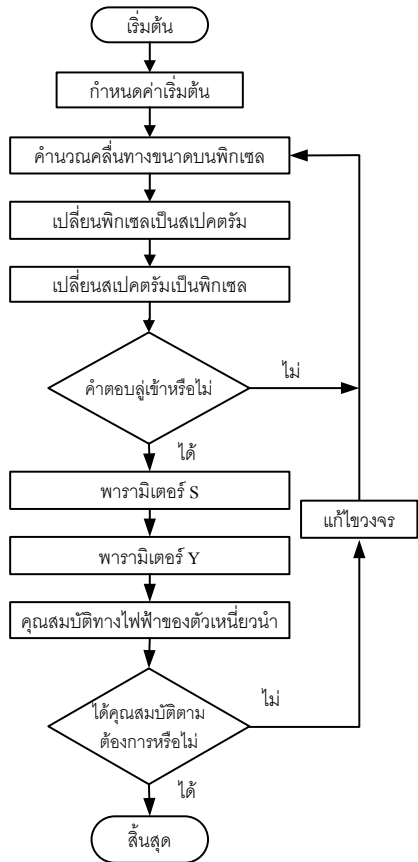 เริ่มต้น
กำหนดค่าเริ่มต้น
คำนวณคลื่นทางขนาดบนพิกเซล
เปลี่ยนพิกเซลเป็นสเปคตรัม
เปลี่ยนสเปคตรัมเป็นพิกเซล
คำตอบลู่เข้าหรือไม่
ไม่
ได้
พารามิเตอร์ S
แก้ไขวงจร
พารามิเตอร์ Y
คุณสมบัติทางไฟฟ้าของตัวเหนี่ยวนำ
ได้คุณสมบัติตาม
ต้องการหรือไม่
ไม่
ได้
สิ้นสุด